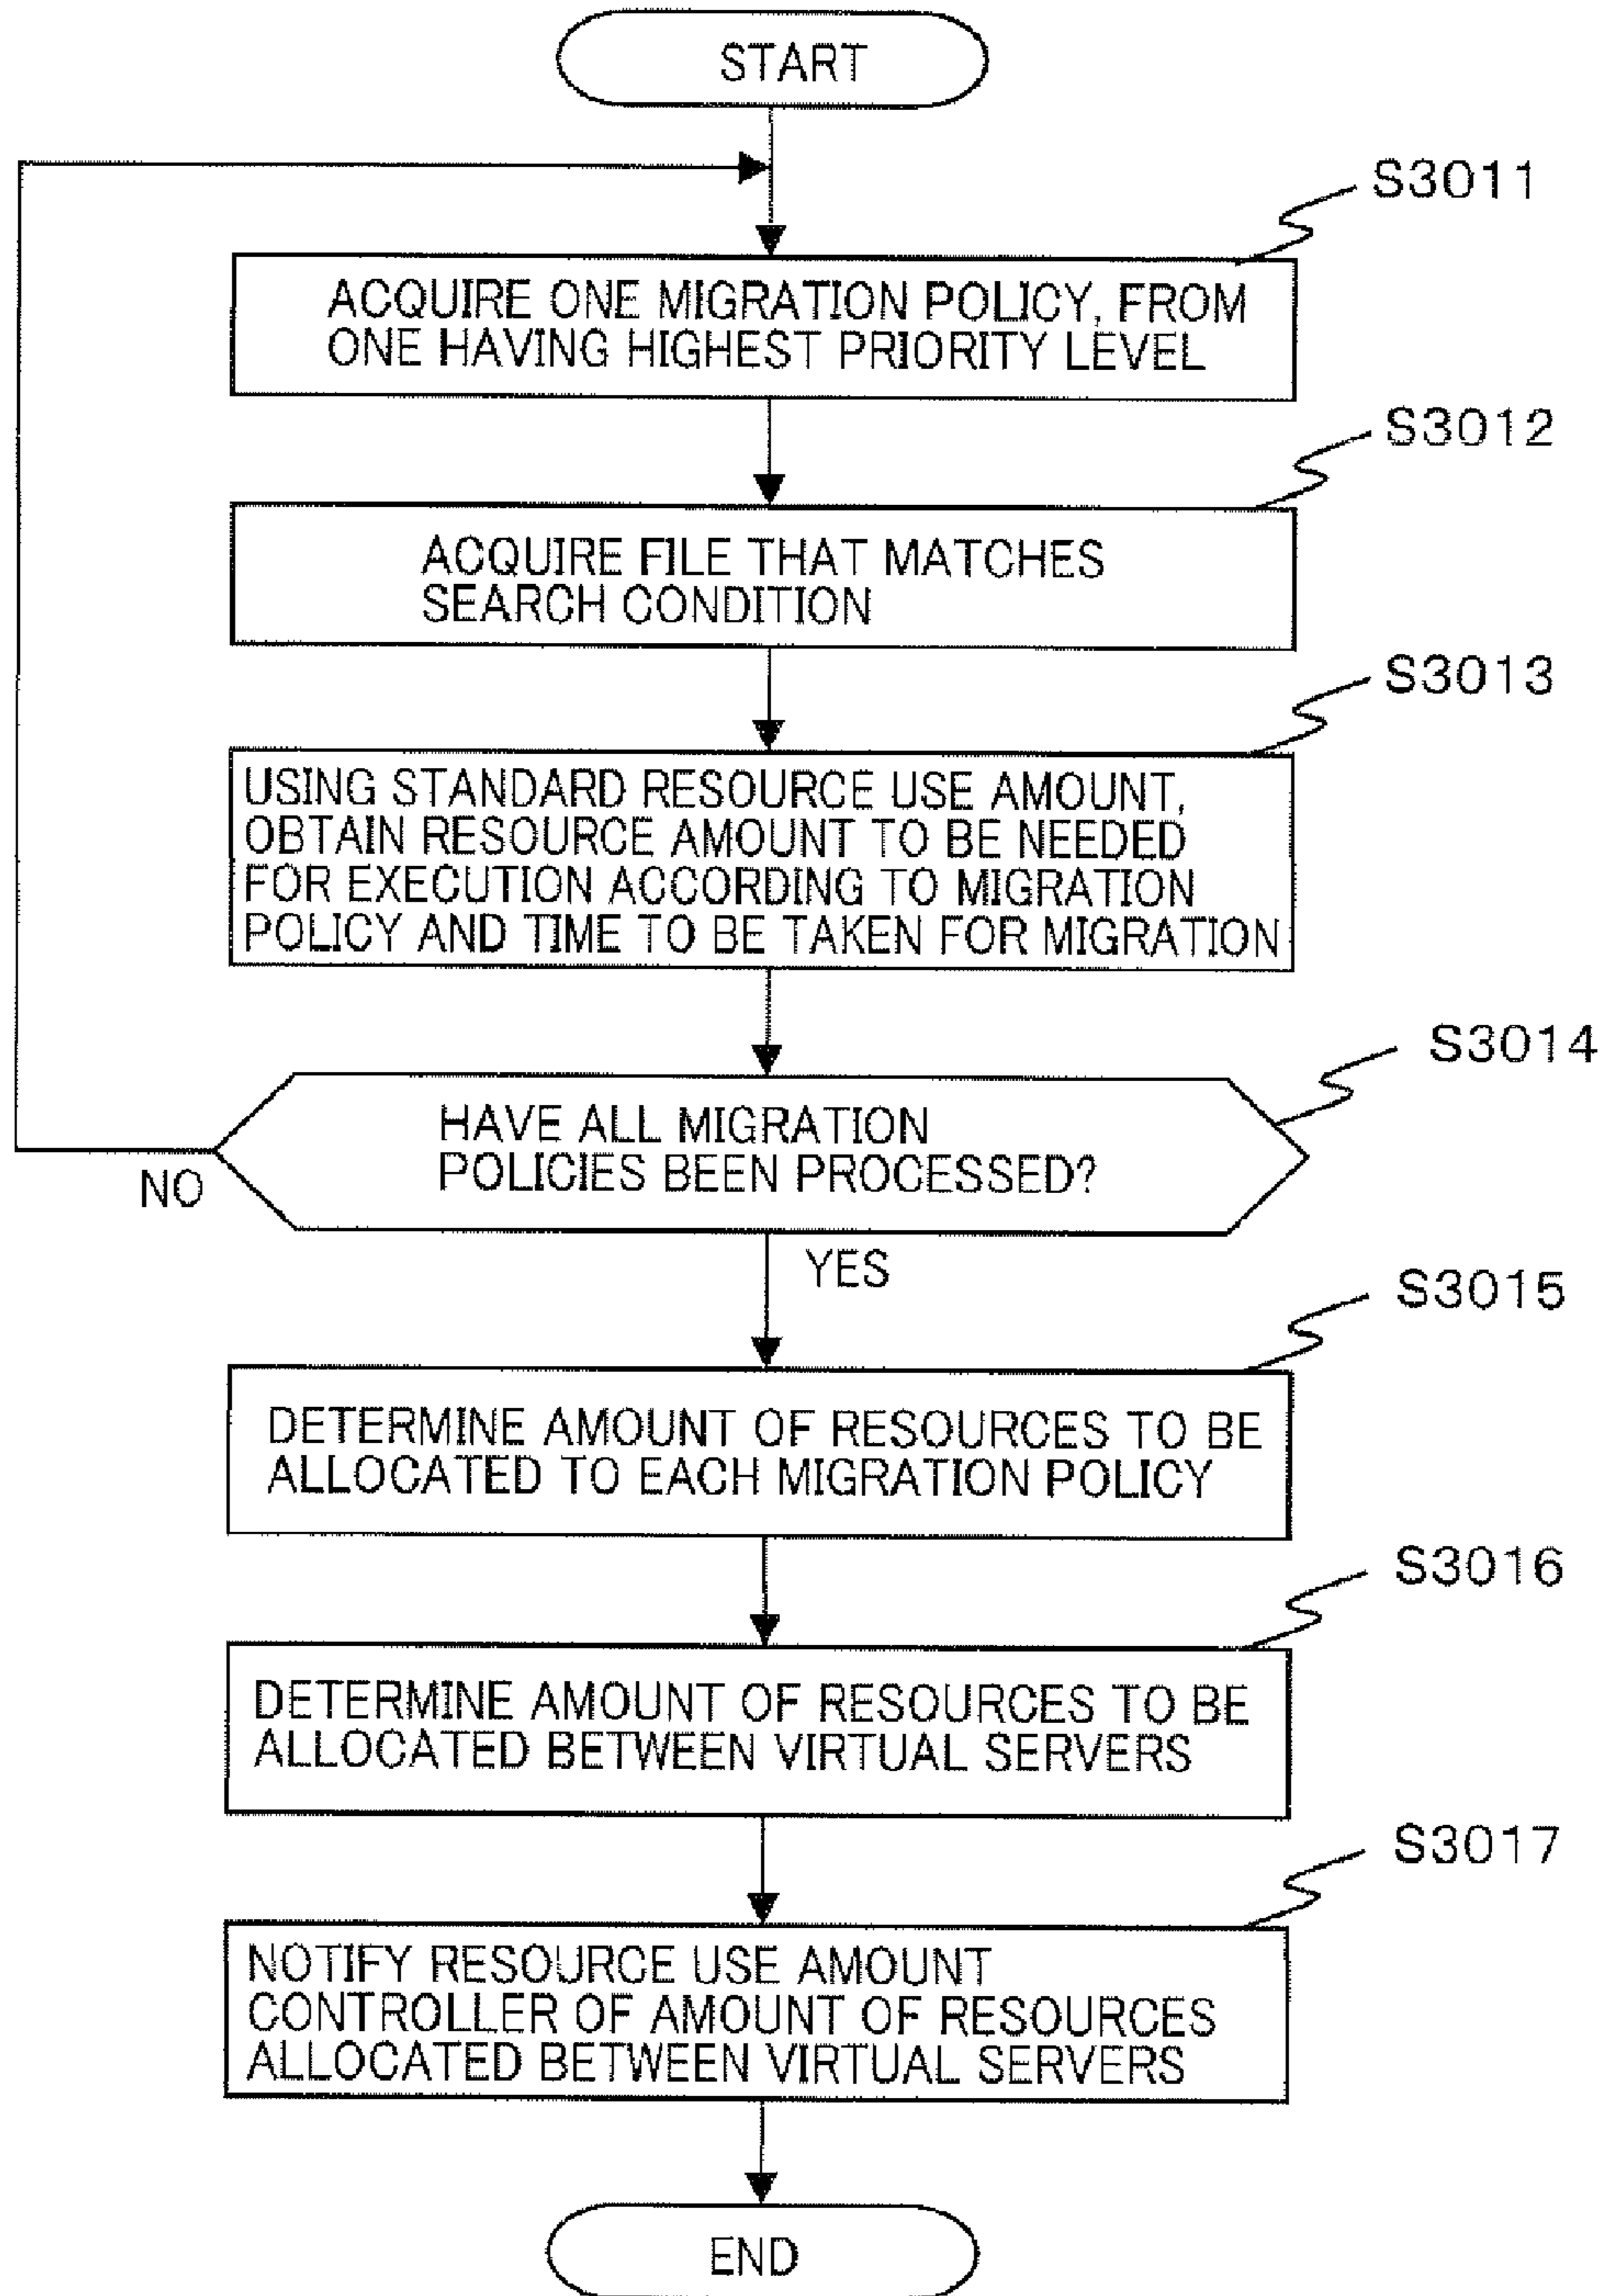 START
S3011
ACQUIRE ONE MIGRATION POLICY, FROM
ONE HAVING HIGHEST PRIORITY LEVEL
S3012
ACQUIRE FILE THAT MATCHES
SEARCH CONDITION
S3013
USING STANDARD RESOURCE USE AMOUNT,
OBTAIN RESOURCE AMOUNT TO BE NEEDED
FOR EXECUTION ACCORDING TO MIGRATION
POLICY AND TIME TO BE TAKEN FOR MIGRATION
S3014
HAVE ALL MIGRATION
POLICIES BEEN PROCESSED?
NO
YES
S3015
DETERMINE AMOUNT OF RESOURCES TO BE
ALLOCATED TO EACH MIGRATION POLICY
S3016
DETERMINE AMOUNT OF RESOURCES TO BE
ALLOCATED BETWEEN VIRTUAL SERVERS
S3017
NOTIFY RESOURCE USE AMOUNT
CONTROLLER OF AMOUNT OF RESOURCES
ALLOCATED BETWEEN VIRTUAL SERVERS
END